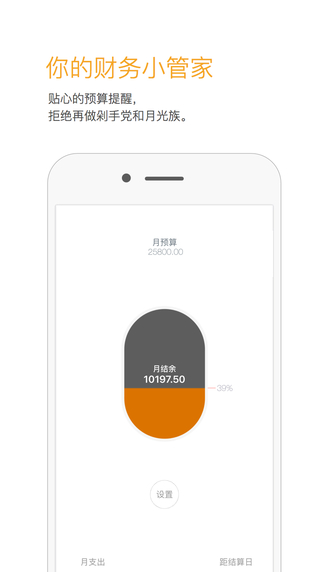 你的财务小管家
贴心的预算提醒,
拒绝再做剁手党和月光族。
月预算
25800.00
月结余
10197.50
39%
设置
月支出 距结算日